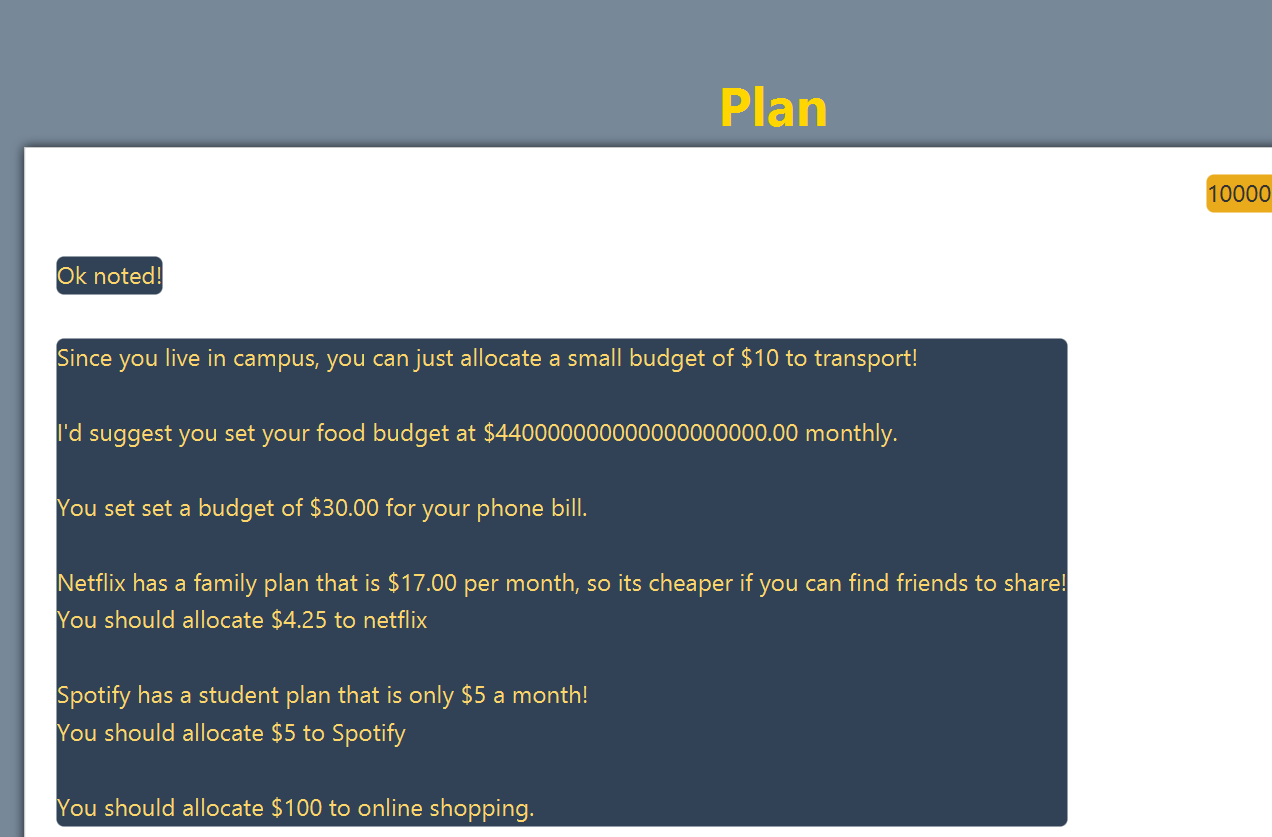 Plan
10000
Ok noted!
Since you live in campus, you can just allocate a small budget of $10 to transport!
I'd suggest you set your food budget at $440000000000000000000.00 monthly.
You set set a budget of $30.00 for your phone bill.
Netflix has a family plan that is $17.00 per month, so its cheaper if you can find friends to share!
You should allocate $4.25 to netflix
Spotify has a student plan that is only $5 a month!
You should allocate $5 to Spotify
You should allocate $100 to online shopping.